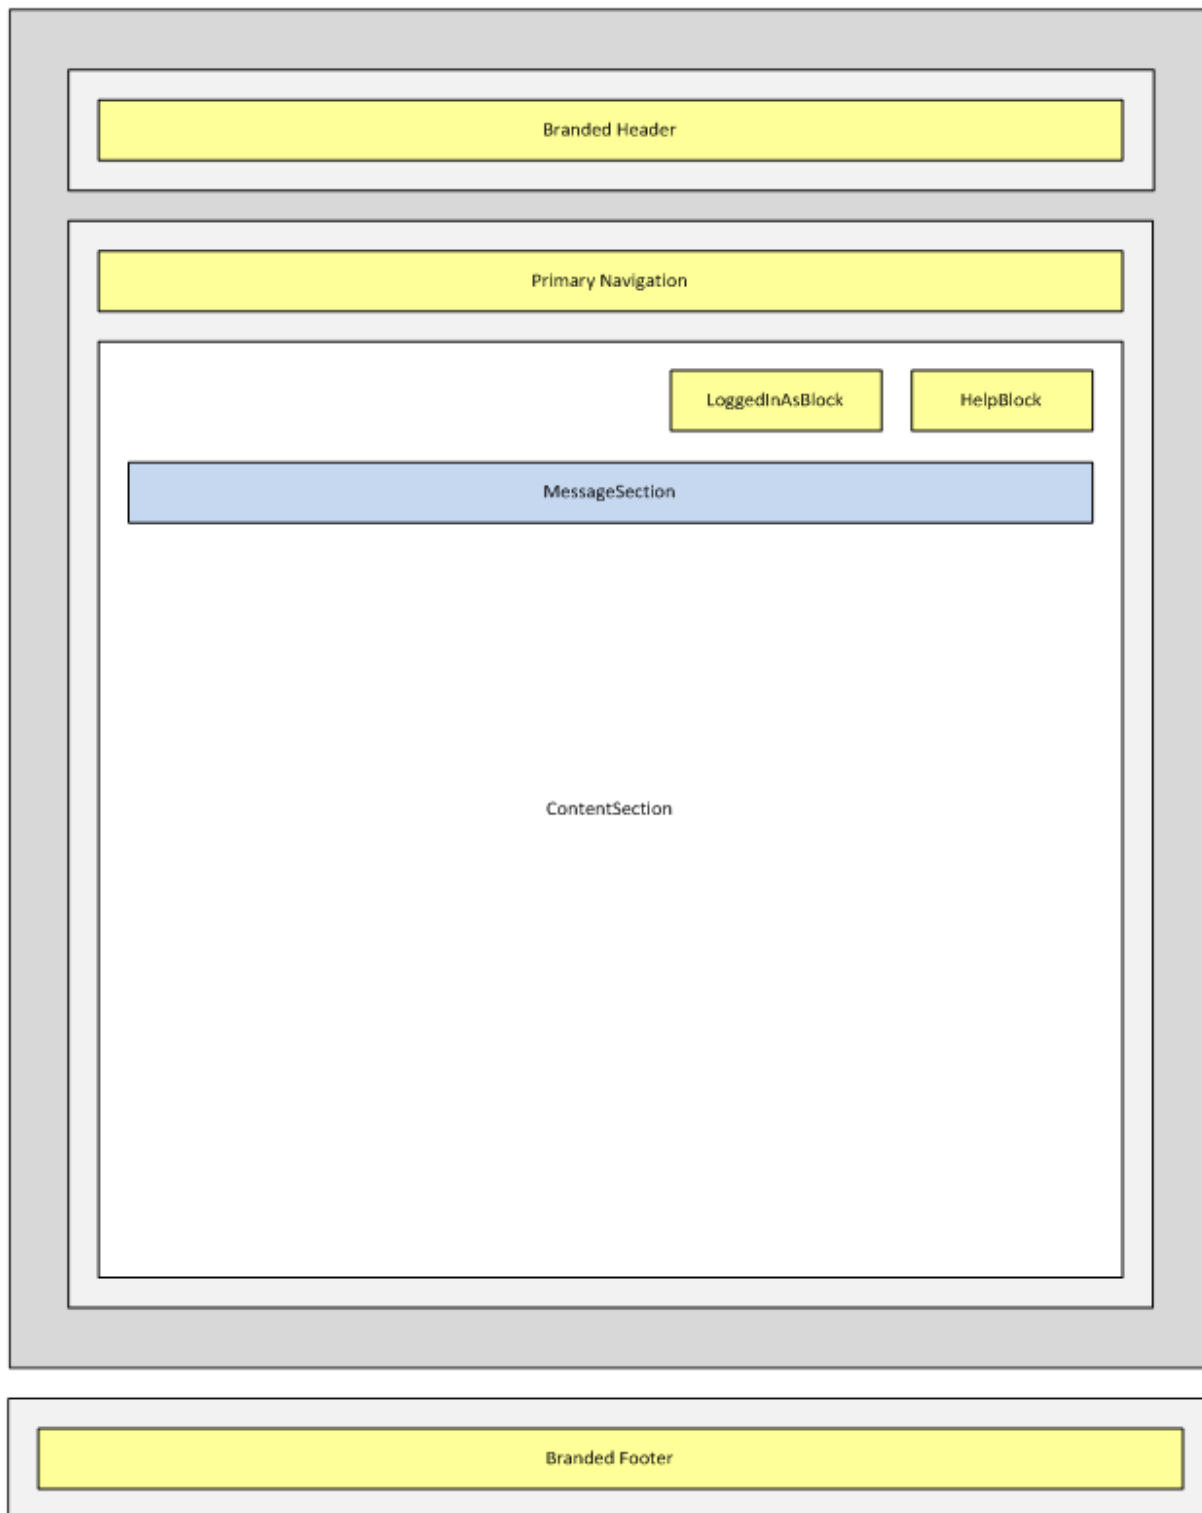 Branded Header
Primary Navigation
LoggedInAsBlock
HelpBlock
MessageSection
ContentSection
Branded Footer